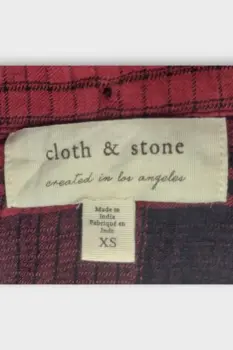 cloth & stone
created in los angeles
Made in
India
Fabriqué en
Inde
XS